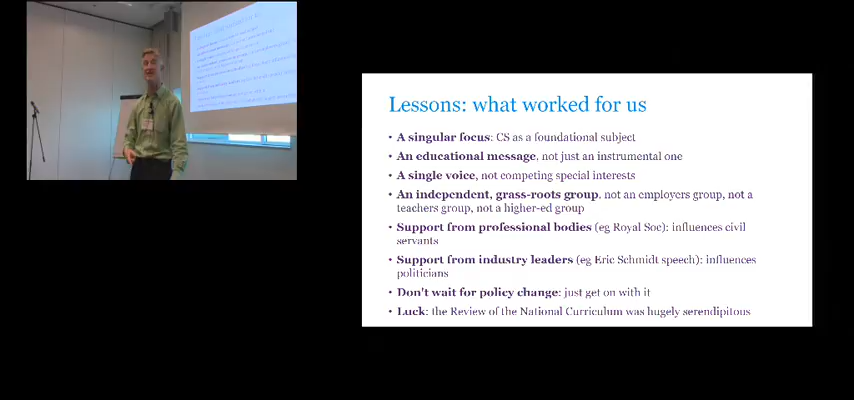 Lessons: what worked for us
• A singular focus: CS as a foundational subject
• An educational message, not just an instrumental one
• A single voice, not competing special interests
• An independent, grass-roots group, not an employers group, not a
teachers group, not a higher-ed group
• Support from professional bodies (eg Royal Soc): influences civil
servants
• Support from industry leaders (eg Eric Schmidt speech): influences
politicians
• Don't wait for policy change: just get on with it
• Luck: the Review of the National Curriculum was hugely serendipitous